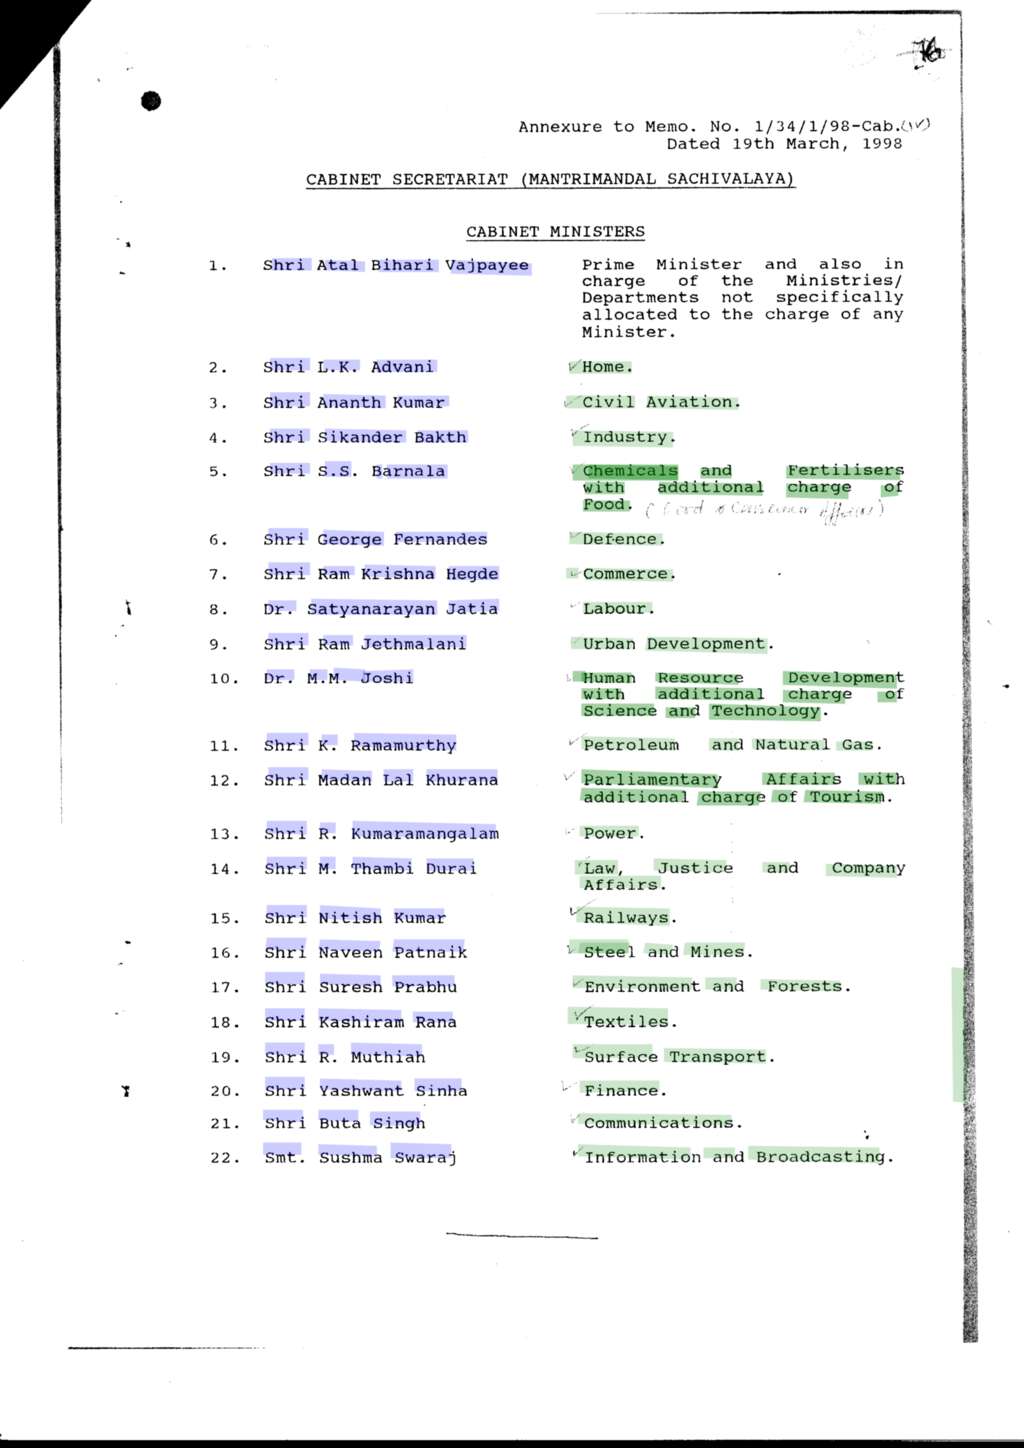 76
Annexure to Memo. No. 1/34/1/98-Cab.(IV)
Dated 19th March, 1998
CABINET SECRETARIAT (MANTRIMANDAL SACHIVALAYA)
CABINET MINISTERS
1. Shri Atal Bihari Vajpayee Prime Minister and also in
charge of the Ministries/
Departments not specifically
allocated to the charge of any
Minister.
2. Shri L.K. Advani Home.
3. Shri Ananth Kumar Civil Aviation.
4. Shri Sikander Bakth Industry.
5. Shri S.S. Barnala Chemicals and Fertilisers
with additional charge of
Food. (Food & Consumer Affairs)
6. Shri George Fernandes Defence.
7. Shri Ram Krishna Hegde Commerce.
8. Dr. Satyanarayan Jatia Labour.
9. Shri Ram Jethmalani Urban Development.
10. Dr. M.M. Joshi Human Resource Development
with additional charge of
Science and Technology.
11. Shri K. Ramamurthy Petroleum and Natural Gas.
12. Shri Madan Lal Khurana Parliamentary Affairs with
additional charge of Tourism.
13. Shri R. Kumaramangalam Power.
14. Shri M. Thambi Durai Law, Justice and Company
Affairs.
15. Shri Nitish Kumar Railways.
16. Shri Naveen Patnaik Steel and Mines.
17. Shri Suresh Prabhu Environment and Forests.
18. Shri Kashiram Rana Textiles.
19. Shri R. Muthiah Surface Transport.
20. Shri Yashwant Sinha Finance.
21. Shri Buta Singh Communications.
22. Smt. Sushma Swaraj Information and Broadcasting.